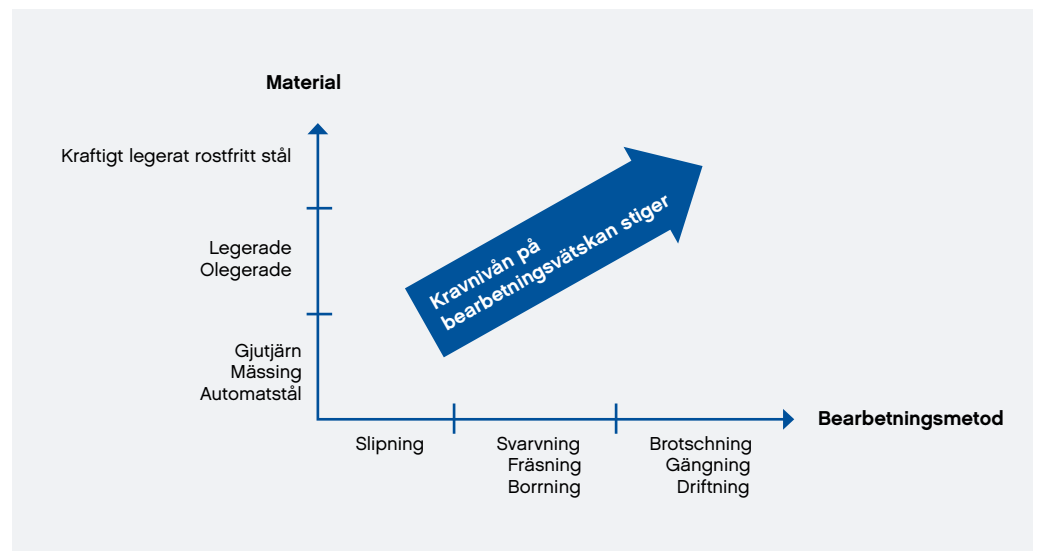 Material
Kraftigt legerat rostfritt stål
Legerade
Olegerade
Gjutjärn
Mässing
Automatstål
Kravnivån på
bearbetningsvätskan stiger
Bearbetningsmetod
Slipning
Svarvning
Fräsning
Borrning
Brotschning
Gängning
Driftning